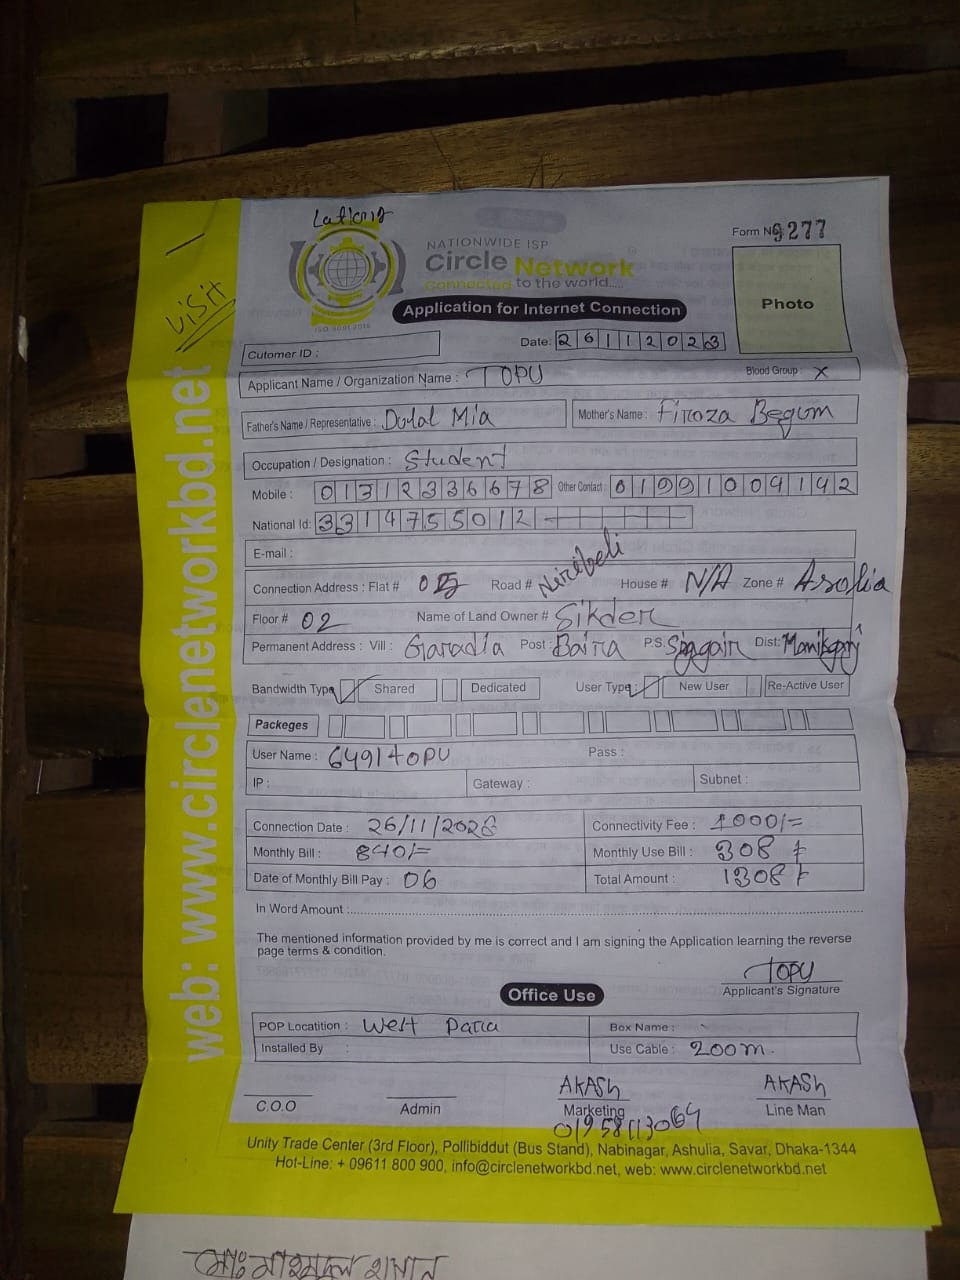 NATIONWIDE ISP
Circle Network
Connected to the world.....
ISO 9001:2015
Form No 9277
Photo
Application for Internet Connection
visit
Cutomer ID :
Date: 26112023
Applicant Name / Organization Name : TOPU Blood Group : X
Father's Name / Representative : Dulal Mia Mother's Name : Firoza Begum
Occupation / Designation : Student
Mobile : 01312336678 Other Contact : 01991004192
National Id: 3314755012
E-mail :
Connection Address : Flat # Road # Niribeli House # N/A Zone # Asolia
Floor # 02 Name of Land Owner # Sikder
Permanent Address : Vill : Garadia Post : Baira P.S. Singair Dist: Manikganj
Bandwidth Type Shared Dedicated User Type : New User Re-Active User
Packeges
User Name : 6491topu Pass :
IP : Gateway : Subnet :
Connection Date : 26/11/2023 Connectivity Fee : 1000/=
Monthly Bill : 840/= Monthly Use Bill : 308
Date of Monthly Bill Pay : 06 Total Amount : 1308
In Word Amount :
The mentioned information provided by me is correct and I am signing the Application learning the reverse
page terms & condition.
TOPU
Applicant's Signature
Office Use
POP Locatition : West Para Box Name :
Installed By : Use Cable : 200m.
AKASh AKASh
C.O.O Admin Marketing Line Man
01958113064
Unity Trade Center (3rd Floor), Pollibiddut (Bus Stand), Nabinagar, Ashulia, Savar, Dhaka-1344
Hot-Line: + 09611 800 900, info@circlenetworkbd.net, web: www.circlenetworkbd.net
web: www.circlenetworkbd.net